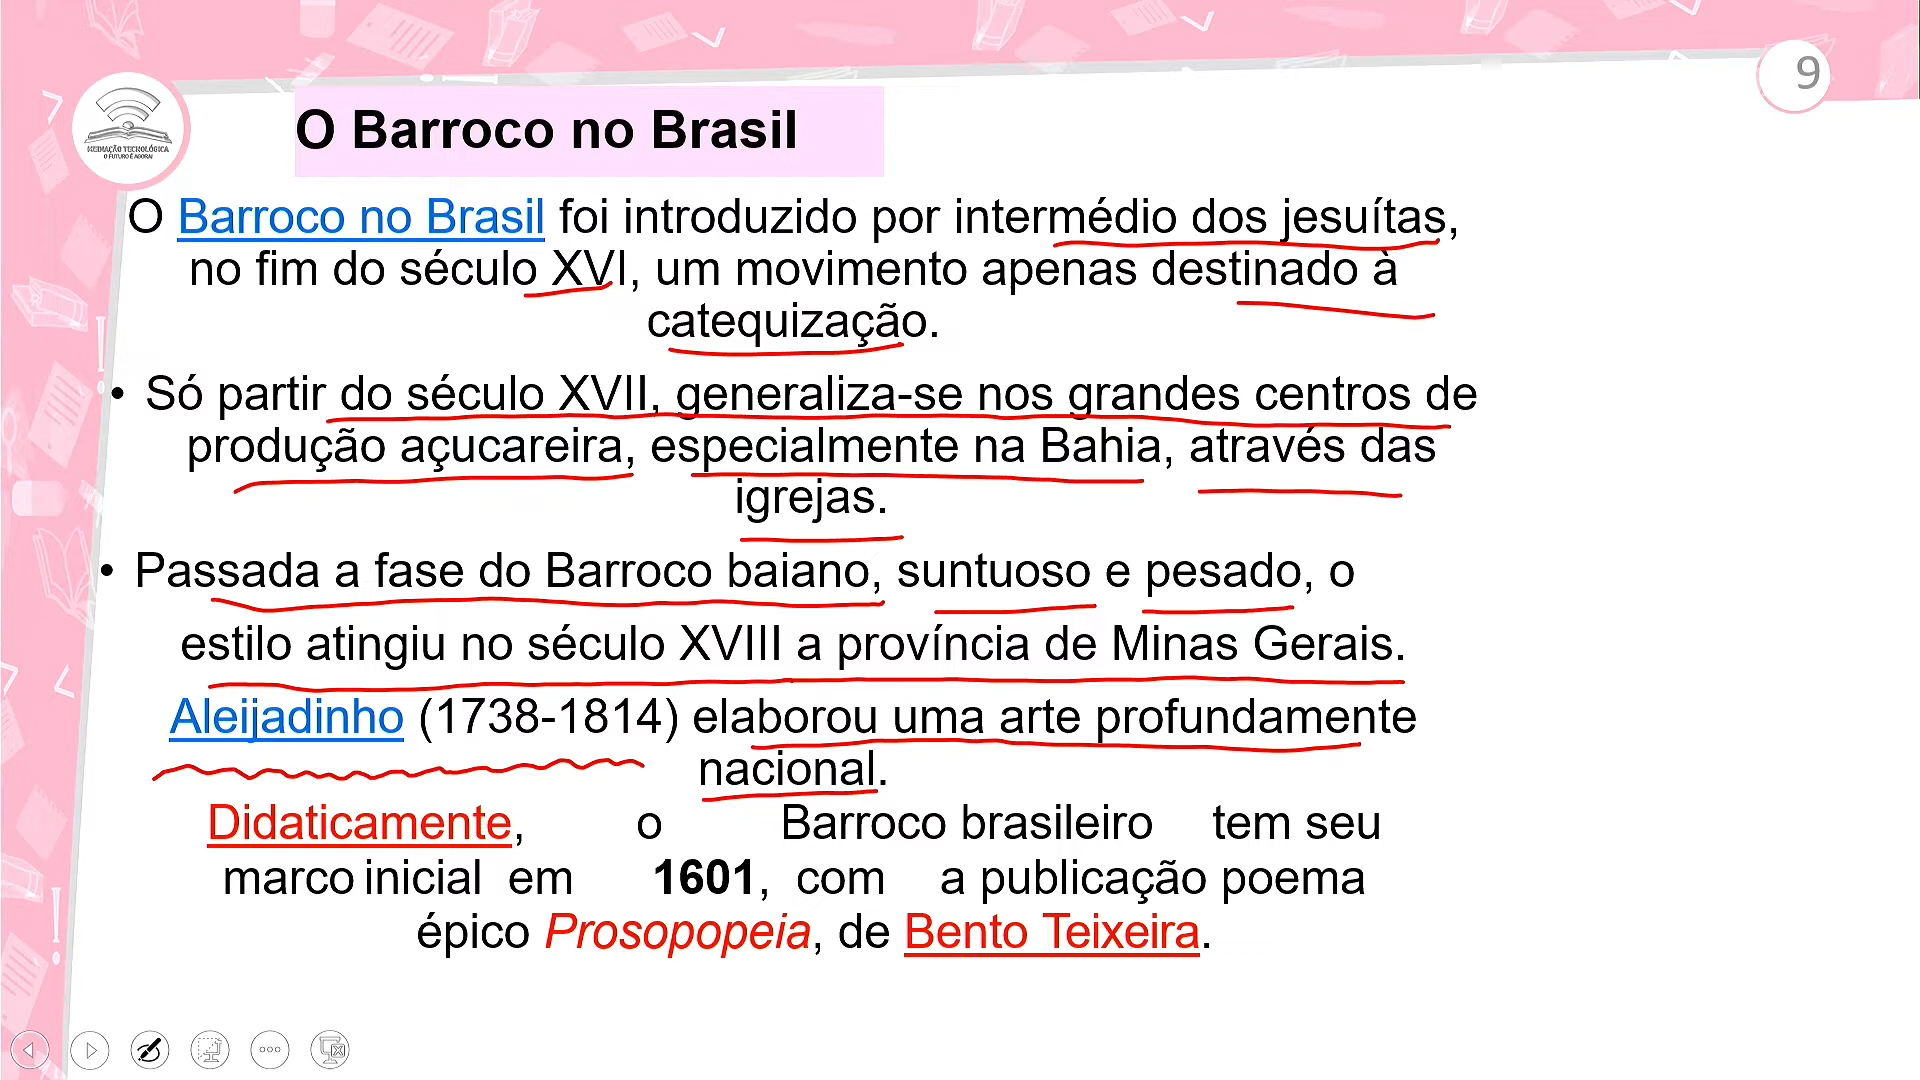 9
MEDIAÇÃO TECNOLÓGICA
O FUTURO É AGORA!
O Barroco no Brasil
O Barroco no Brasil foi introduzido por intermédio dos jesuítas,
no fim do século XVI, um movimento apenas destinado à
catequização.
• Só partir do século XVII, generaliza-se nos grandes centros de
produção açucareira, especialmente na Bahia, através das
igrejas.
• Passada a fase do Barroco baiano, suntuoso e pesado, o
estilo atingiu no século XVIII a província de Minas Gerais.
Aleijadinho (1738-1814) elaborou uma arte profundamente
nacional.
Didaticamente, o Barroco brasileiro tem seu
marco inicial em 1601, com a publicação poema
épico Prosopopeia, de Bento Teixeira.